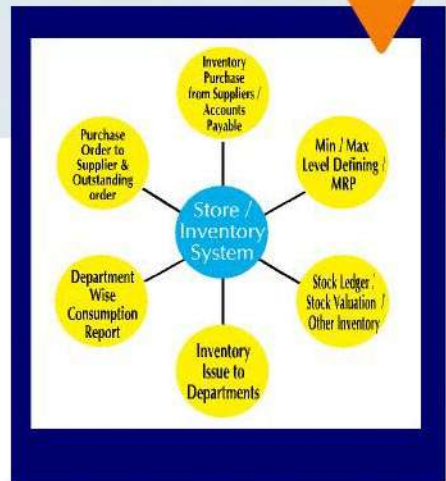 Inventory
Purchase
from Suppliers /
Accounts
Payable
Min / Max
Level Defining /
MRP
Stock Ledger /
Stock Valuation /
Other Inventory
Inventory
Issue to
Departments
Department
Wise
Consumption
Report
Purchase
Order to
Supplier &
Outstanding
order
Store /
Inventory
System